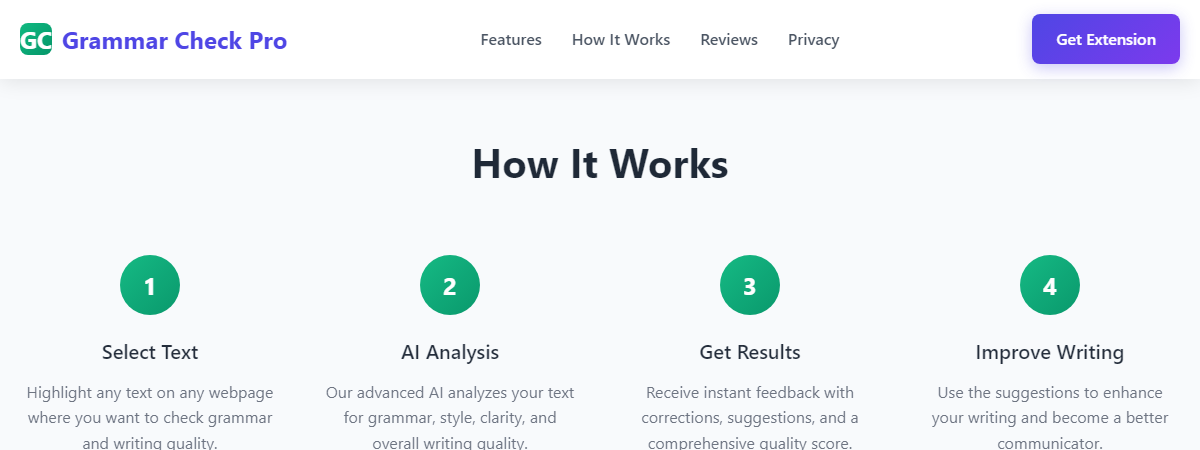 GC Grammar Check Pro Features How It Works Reviews Privacy Get Extension
How It Works
1 2 3 4
Select Text AI Analysis Get Results Improve Writing
Highlight any text on any webpage
where you want to check grammar
and writing quality.
Our advanced AI analyzes your text
for grammar, style, clarity, and
overall writing quality.
Receive instant feedback with
corrections, suggestions, and a
comprehensive quality score.
Use the suggestions to enhance
your writing and become a better
communicator.